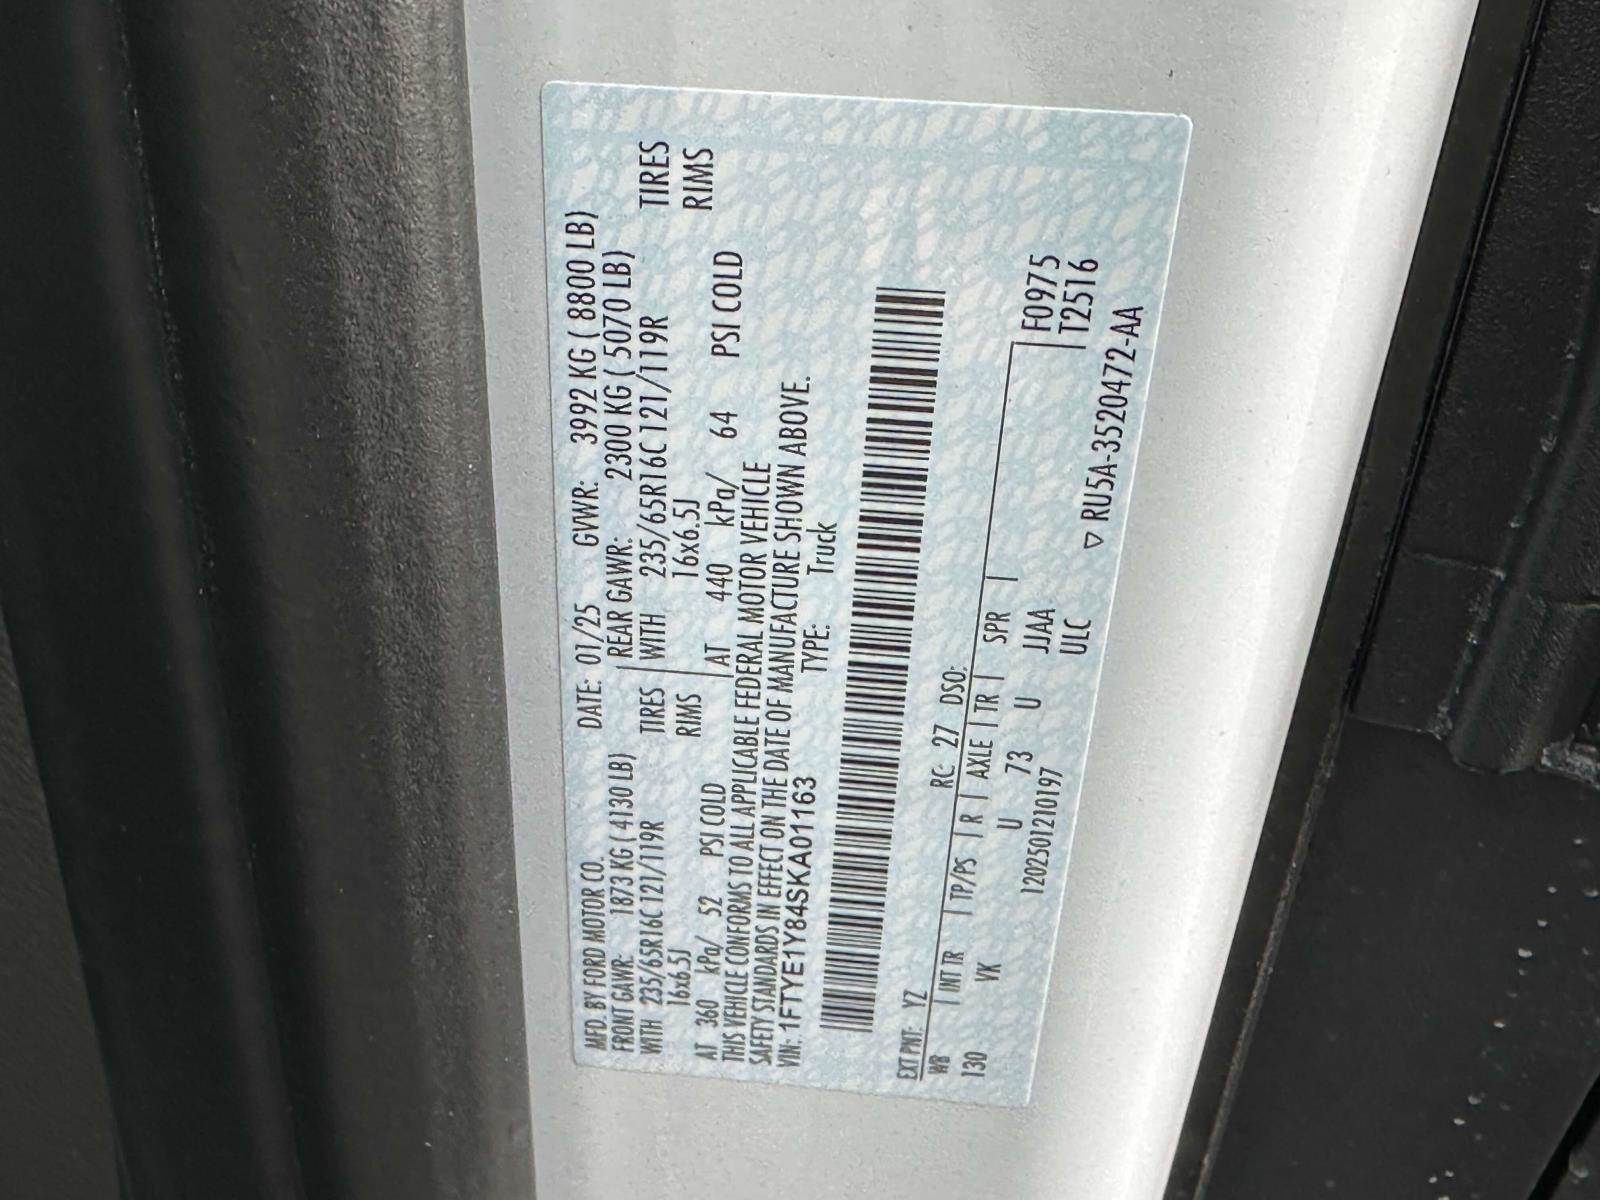 MFD. BY FORD MOTOR CO. DATE: 01/25 GVWR: 3992 KG ( 8800 LB)
FRONT GAWR: 1873 KG ( 4130 LB) REAR GAWR: 2300 KG ( 5070 LB)
WITH 235/65R16C 121/119R TIRES WITH 235/65R16C 121/119R TIRES
16x6.5J RIMS 16x6.5J RIMS
AT 360 kPa/ 52 PSI COLD AT 440 kPa/ 64 PSI COLD
THIS VEHICLE CONFORMS TO ALL APPLICABLE FEDERAL MOTOR VEHICLE
SAFETY STANDARDS IN EFFECT ON THE DATE OF MANUFACTURE SHOWN ABOVE.
VIN: 1FTYE1Y84SKA01163 TYPE: Truck
EXT PNT: YZ RC: 27 DSO:
WB INT TR TP/PS R AXLE TR SPR
130 VK U 73 U JJAA F0975
1202501210197 ULC T2516
▽ RU5A-3520472-AA